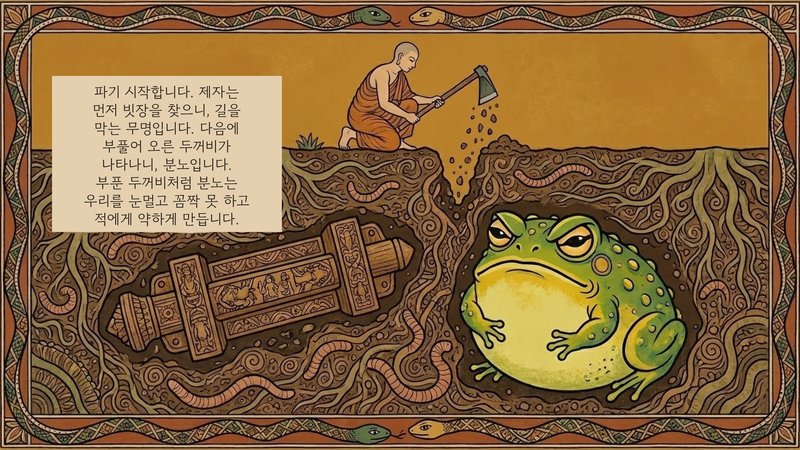 파기 시작합니다. 제자는
먼저 빗장을 찾으니, 길을
막는 무명입니다. 다음에
부풀어 오른 두꺼비가
나타나니, 분노입니다.
부푼 두꺼비처럼 분노는
우리를 눈멀고 꼼짝 못 하고
적에게 약하게 만듭니다.